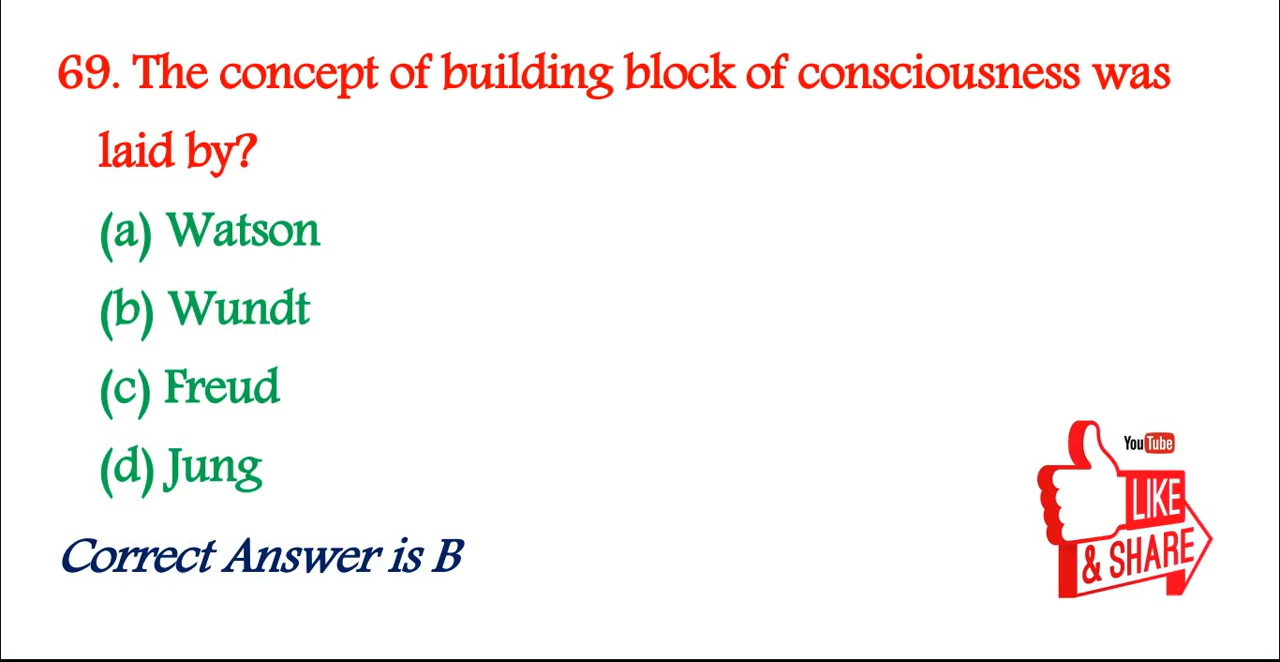 69. The concept of building block of consciousness was
laid by?
(a) Watson
(b) Wundt
(c) Freud
(d) Jung
Correct Answer is B
YouTube
LIKE
& SHARE